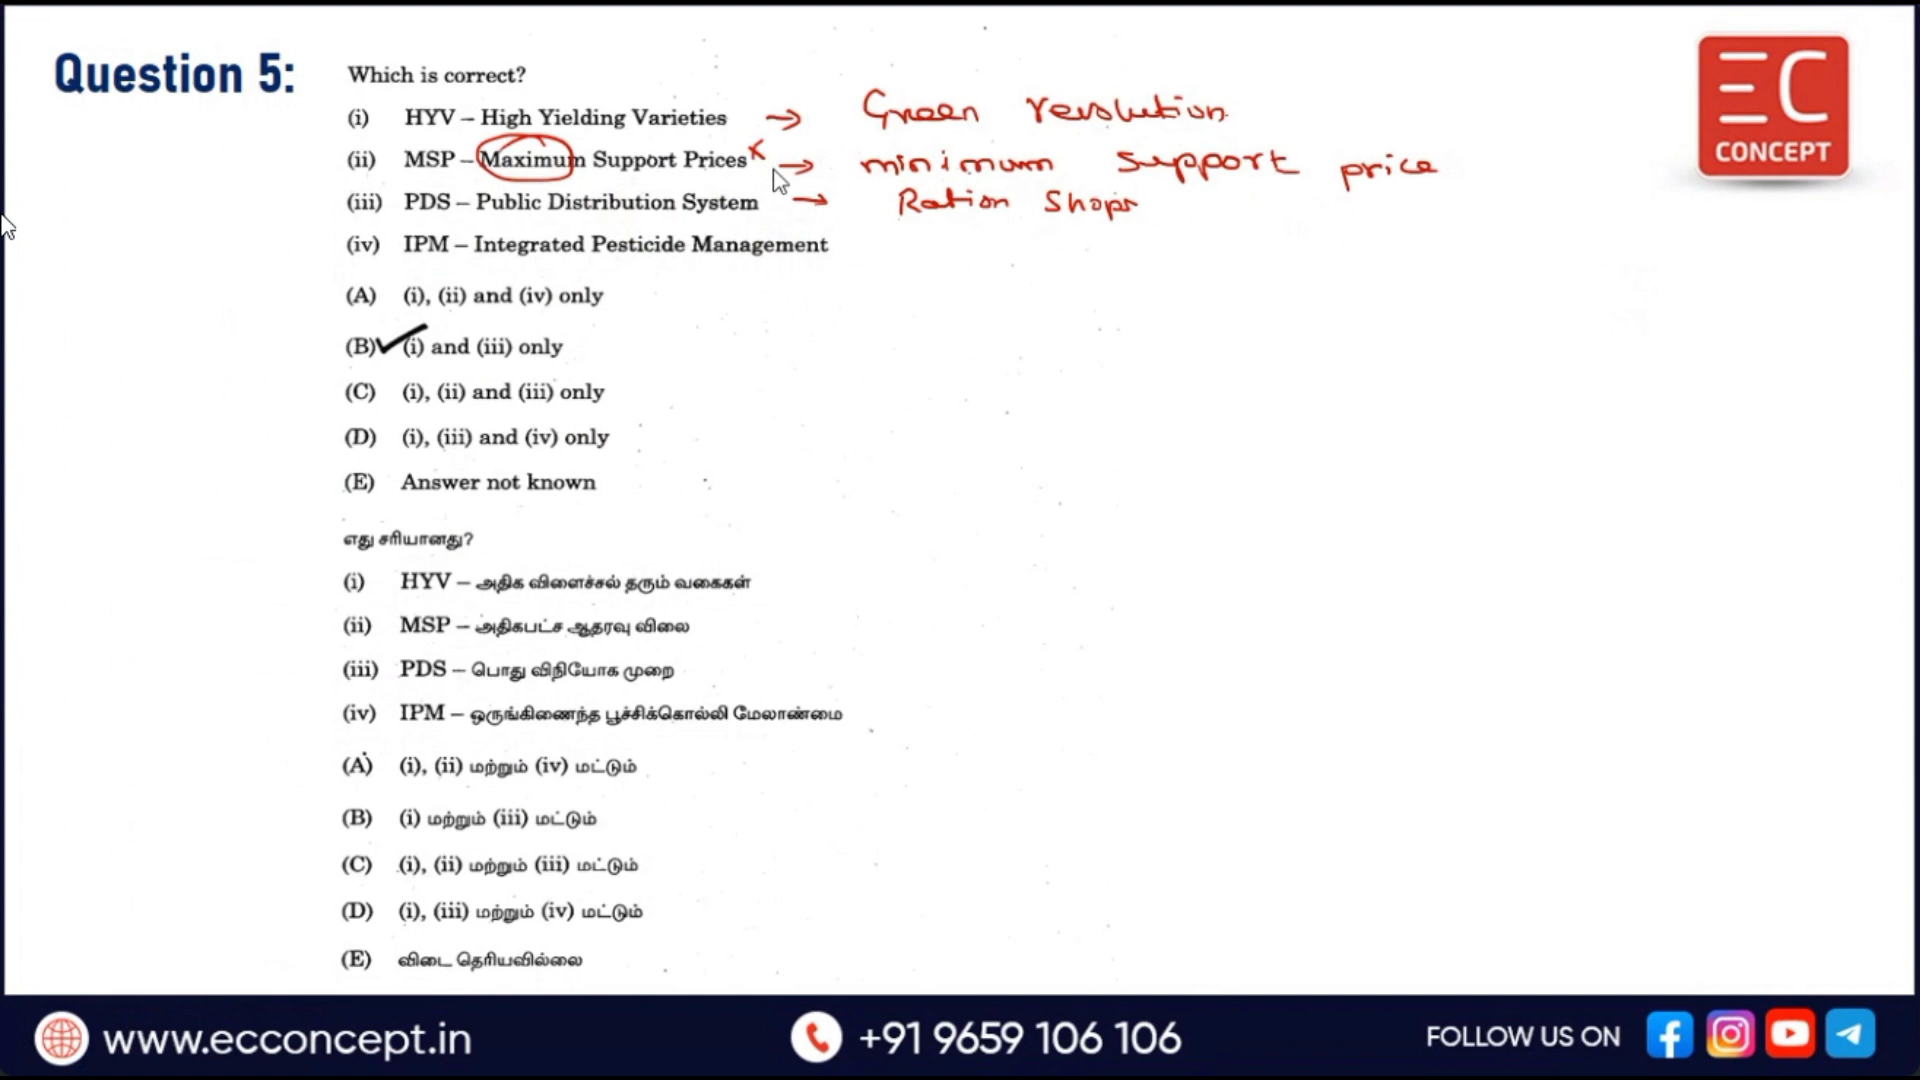 Question 5:
Which is correct?
(i) HYV – High Yielding Varieties → Green revolution
(ii) MSP – Maximum Support Prices x → minimum support price
(iii) PDS – Public Distribution System → Ration Shops
(iv) IPM – Integrated Pesticide Management
(A) (i), (ii) and (iv) only
(B) (i) and (iii) only
(C) (i), (ii) and (iii) only
(D) (i), (iii) and (iv) only
(E) Answer not known
எது சரியானது?
(i) HYV – அதிக விளைச்சல் தரும் வகைகள்
(ii) MSP – அதிகபட்ச ஆதரவு விலை
(iii) PDS – பொது விநியோக முறை
(iv) IPM – ஒருங்கிணைந்த பூச்சிக்கொல்லி மேலாண்மை
(A) (i), (ii) மற்றும் (iv) மட்டும்
(B) (i) மற்றும் (iii) மட்டும்
(C) (i), (ii) மற்றும் (iii) மட்டும்
(D) (i), (iii) மற்றும் (iv) மட்டும்
(E) விடை தெரியவில்லை
EC
CONCEPT
www.ecconcept.in
+91 9659 106 106
FOLLOW US ON